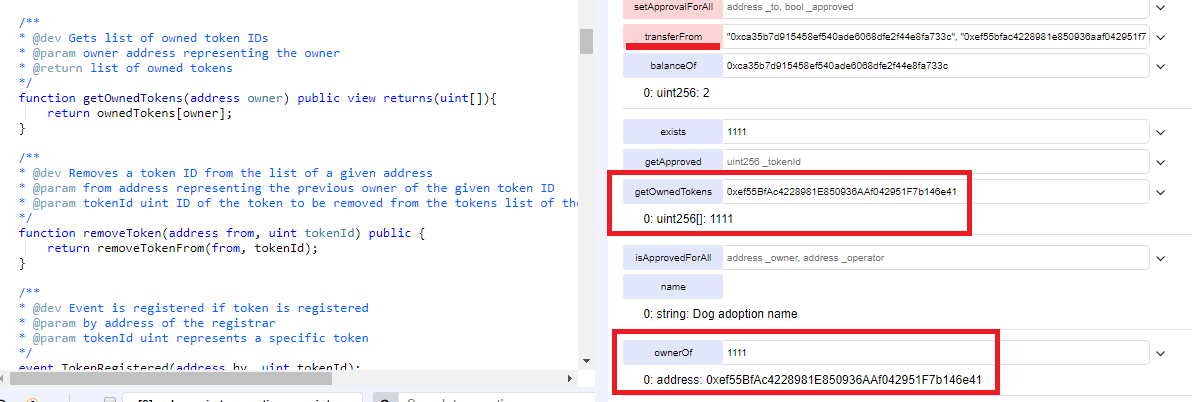 /**
* @dev Gets list of owned token IDs
* @param owner address representing the owner
* @return list of owned tokens
*/
function getOwnedTokens(address owner) public view returns(uint[]){
return ownedTokens[owner];
}
/**
* @dev Removes a token ID from the list of a given address
* @param from address representing the previous owner of the given token ID
* @param tokenId uint ID of the token to be removed from the tokens list of the
*/
function removeToken(address from, uint tokenId) public {
return removeTokenFrom(from, tokenId);
}
/**
* @dev Event is registered if token is registered
* @param by address of the registrar
* @param tokenId uint represents a specific token
*/
event TokenRegistered(address by, uint tokenId);
setApprovalForAll address _to, bool _approved
transferFrom "0xca35b7d915458ef540ade6068dfe2f44e8fa733c", "0xef55bfac4228981e850936aaf042951f7
balanceOf 0xca35b7d915458ef540ade6068dfe2f44e8fa733c
0: uint256: 2
exists 1111
getApproved uint256 _tokenId
getOwnedTokens 0xef55BfAc4228981E850936AAf042951F7b146e41
0: uint256[]: 1111
isApprovedForAll address _owner, address _operator
name
0: string: Dog adoption name
ownerOf 1111
0: address: 0xef55BfAc4228981E850936AAf042951F7b146e41